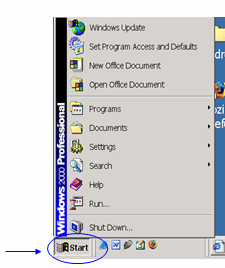 Windows Update
Set Program Access and Defaults
New Office Document
Open Office Document
Programs
Documents
Settings
Search
Help
Run...
Shut Down...
Windows 2000 Professional
Start